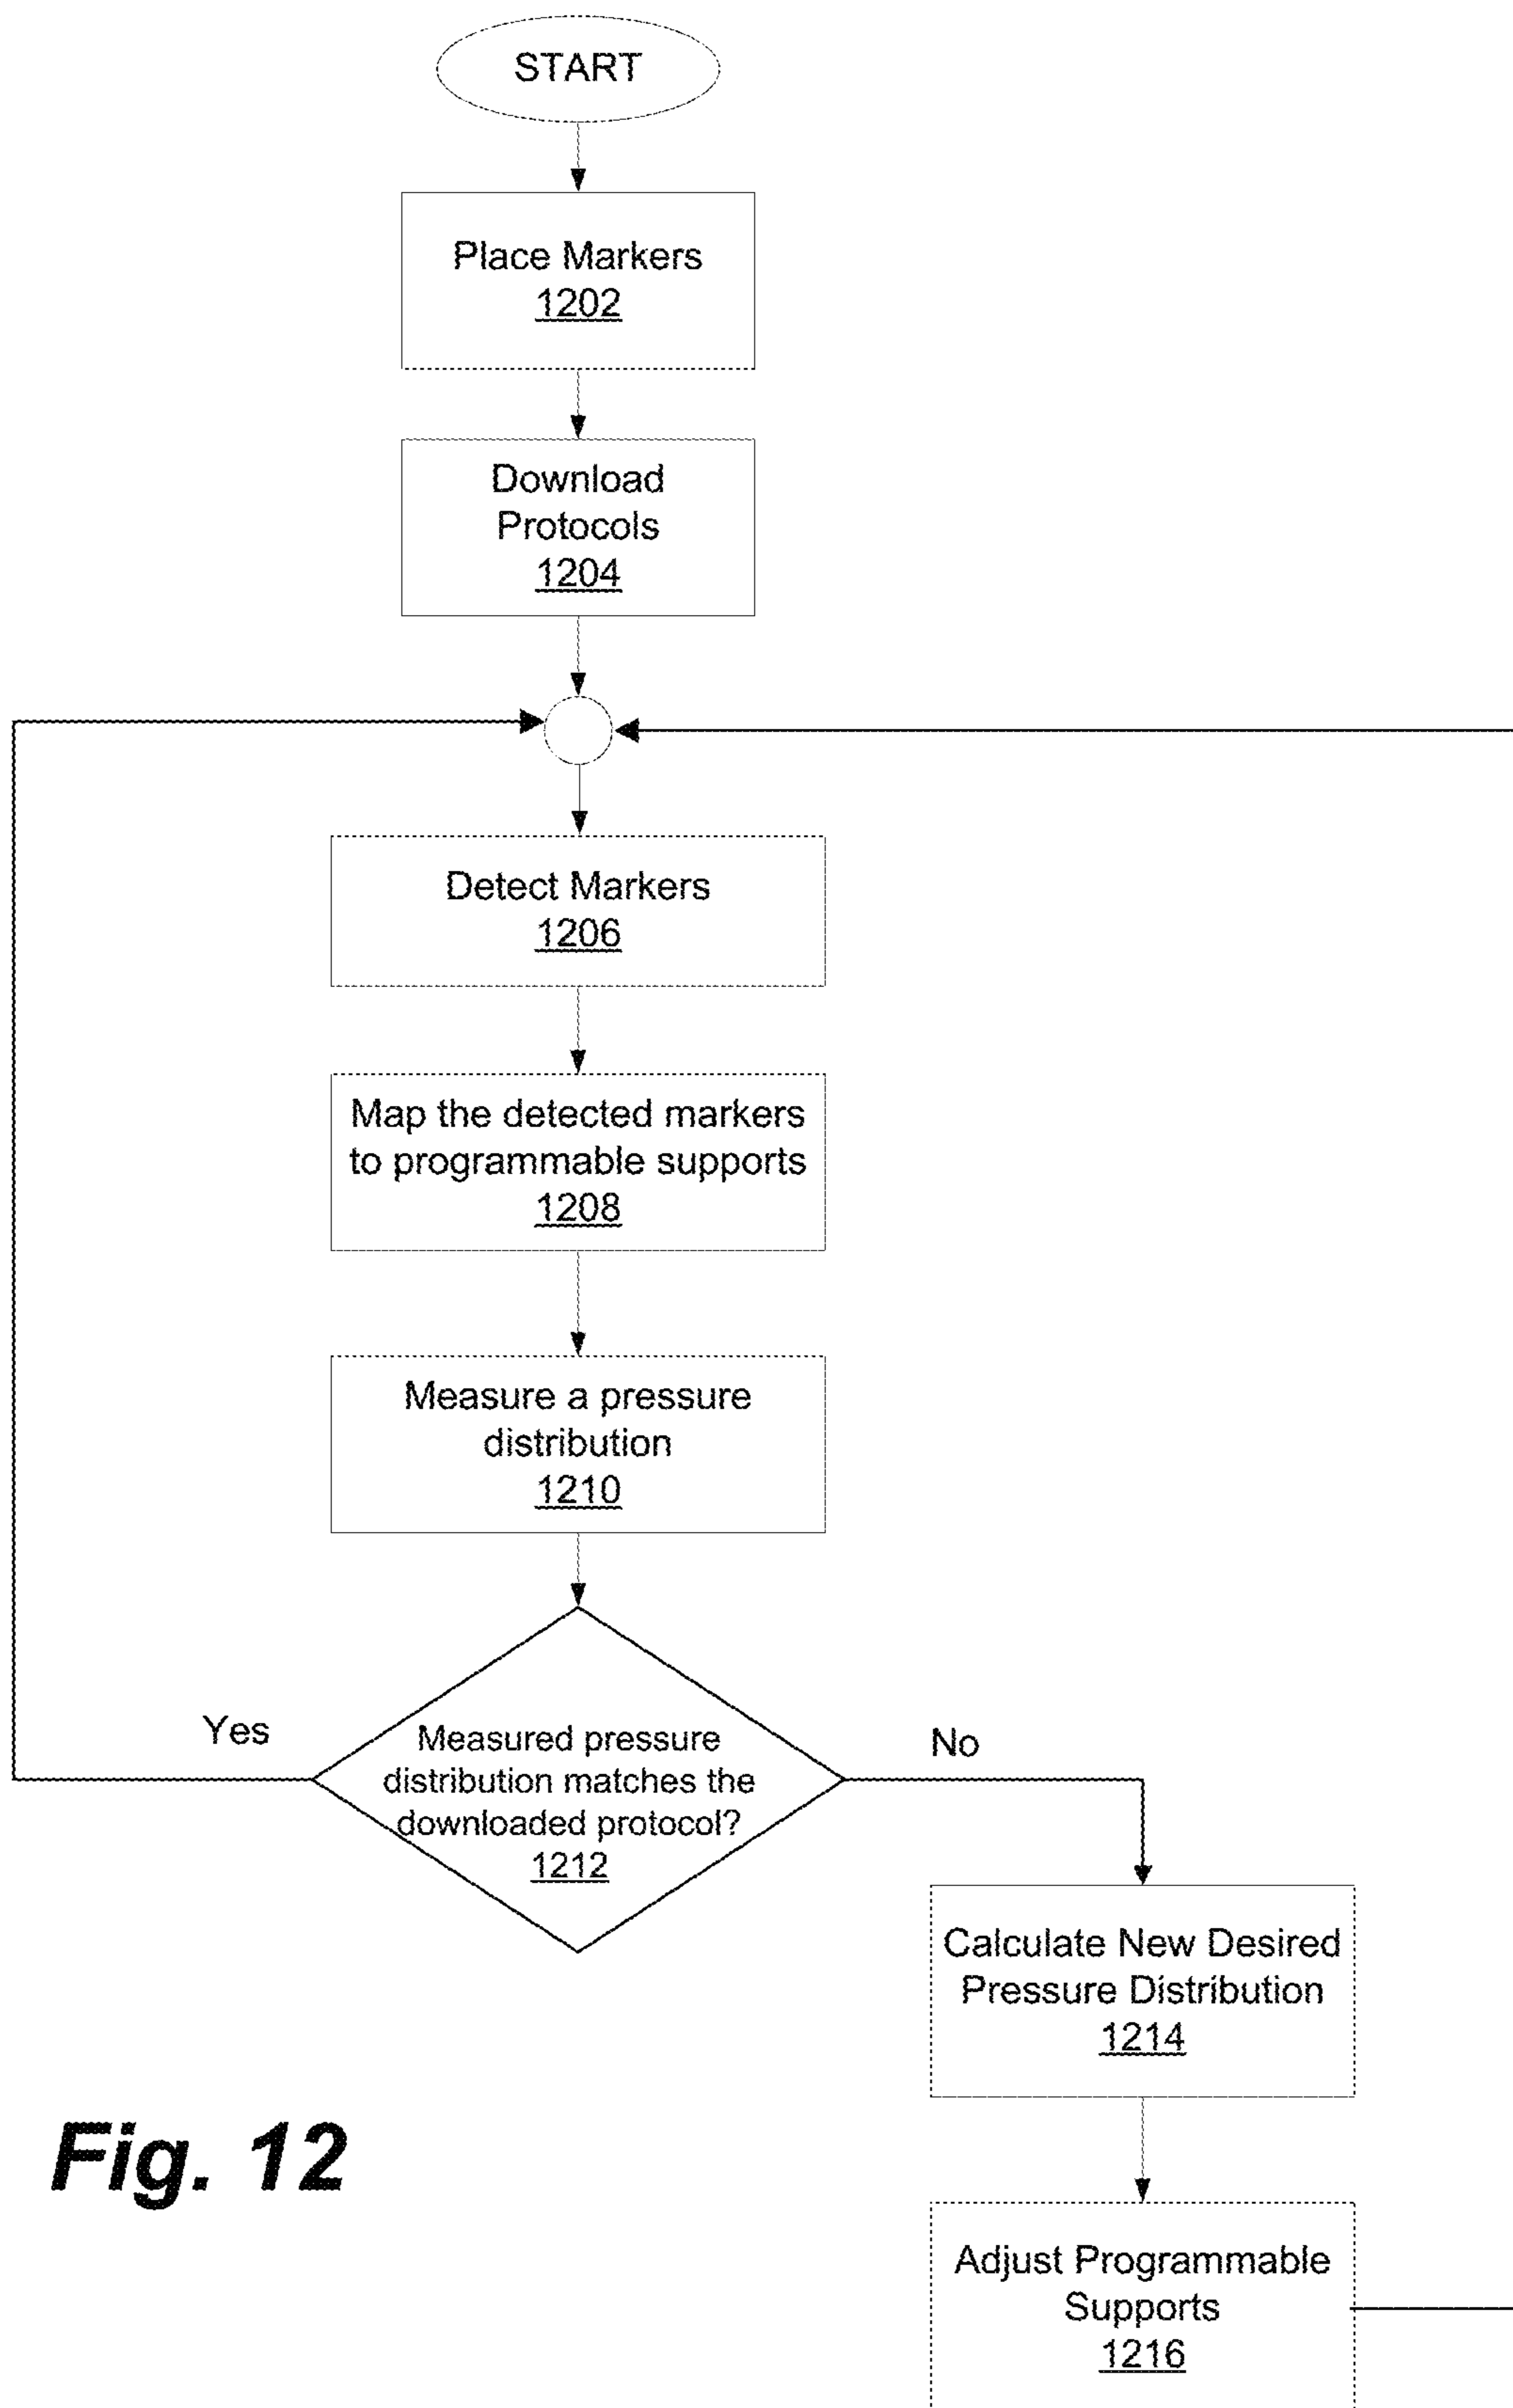 START
Place Markers
1202
Download
Protocols
1204
Detect Markers
1206
Map the detected markers
to programmable supports
1208
Measure a pressure
distribution
1210
Yes
Measured pressure
distribution matches the
downloaded protocol?
1212
No
Calculate New Desired
Pressure Distribution
1214
Adjust Programmable
Supports
1216
Fig. 12